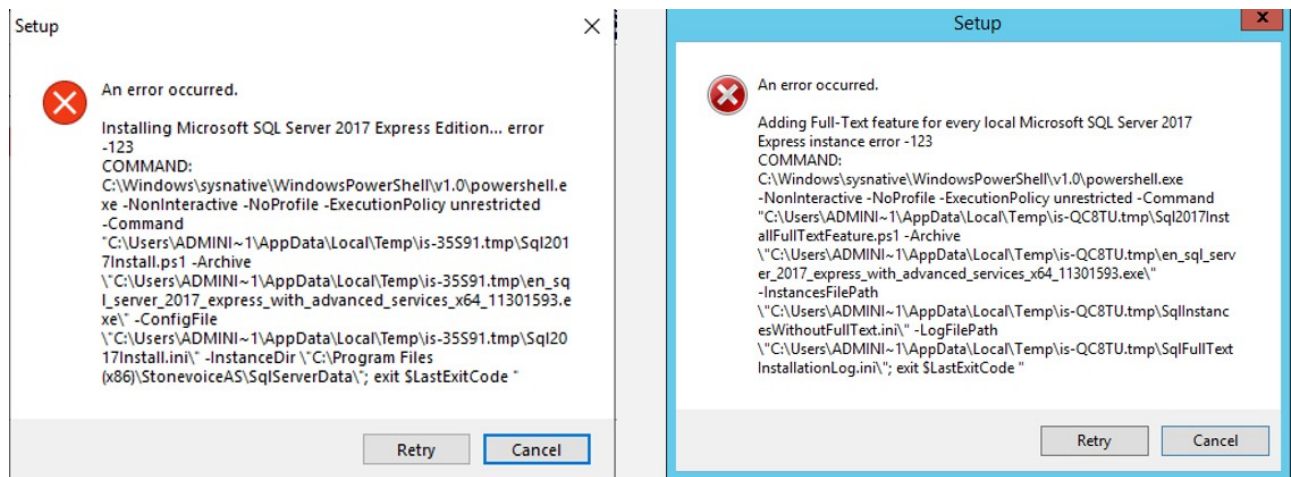 Setup
An error occurred.
Installing Microsoft SQL Server 2017 Express Edition... error
-123
COMMAND:
C:\Windows\sysnative\WindowsPowerShell\v1.0\powershell.e
xe -NonInteractive -NoProfile -ExecutionPolicy unrestricted
-Command
"C:\Users\ADMINI~1\AppData\Local\Temp\is-35S91.tmp\Sql201
7Install.ps1 -Archive
\"C:\Users\ADMINI~1\AppData\Local\Temp\is-35S91.tmp\en_sq
l_server_2017_express_with_advanced_services_x64_11301593.e
xe\" -ConfigFile
\"C:\Users\ADMINI~1\AppData\Local\Temp\is-35S91.tmp\Sql20
17Install.ini\" -InstanceDir \"C:\Program Files
(x86)\StonevoiceAS\SqlServerData\"; exit $LastExitCode "
Retry
Cancel
Setup
x
An error occurred.
Adding Full-Text feature for every local Microsoft SQL Server 2017
Express instance error -123
COMMAND:
C:\Windows\sysnative\WindowsPowerShell\v1.0\powershell.exe
-NonInteractive -NoProfile -ExecutionPolicy unrestricted -Command
"C:\Users\ADMINI~1\AppData\Local\Temp\is-QC8TU.tmp\Sql2017Inst
allFullTextFeature.ps1 -Archive
\"C:\Users\ADMINI~1\AppData\Local\Temp\is-QC8TU.tmp\en_sql_serv
er_2017_express_with_advanced_services_x64_11301593.exe\"
-InstancesFilePath
\"C:\Users\ADMINI~1\AppData\Local\Temp\is-QC8TU.tmp\SqlInstanc
esWithoutFullText.ini\" -LogFilePath
\"C:\Users\ADMINI~1\AppData\Local\Temp\is-QC8TU.tmp\SqlFullText
InstallationLog.ini\"; exit $LastExitCode "
Retry
Cancel